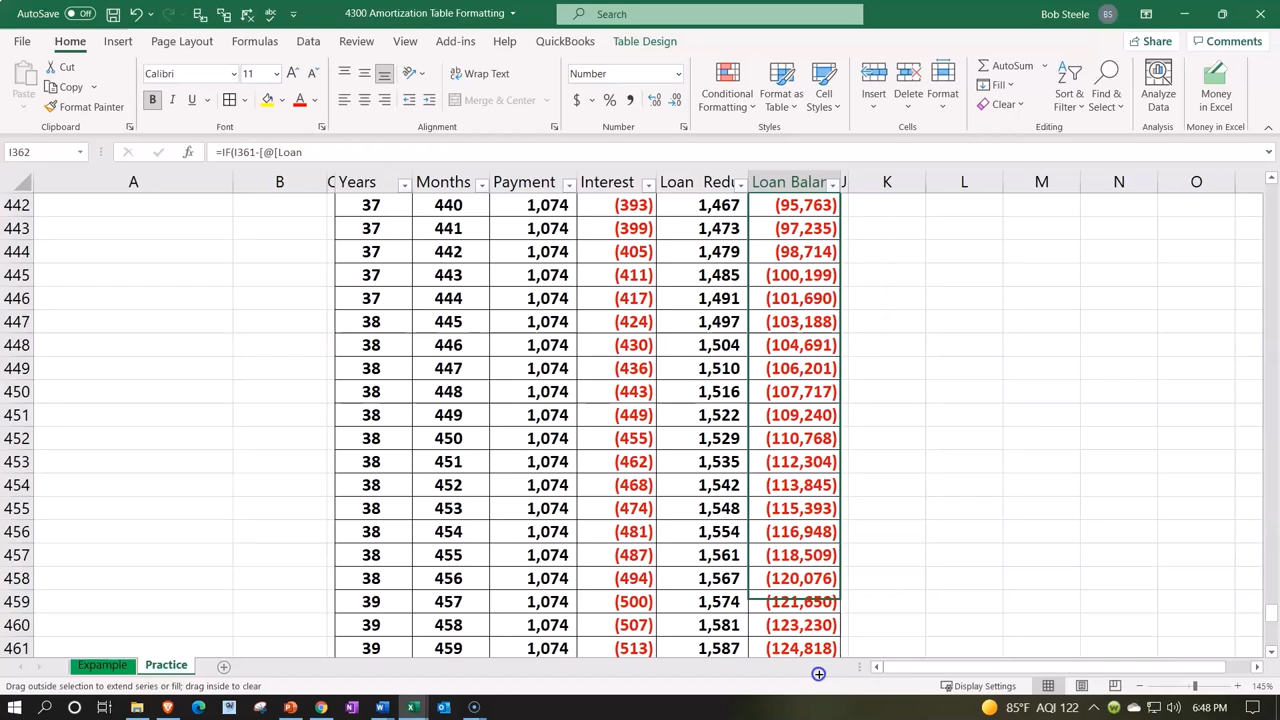 AutoSave Off 4300 Amortization Table Formatting Search Bob Steele BS
File Home Insert Page Layout Formulas Data Review View Add-ins Help QuickBooks Table Design Share Comments
Paste Cut Copy Format Painter Calibri 11 Wrap Text Merge & Center Number Conditional Formatting Format as Table Cell Styles Insert Delete Format AutoSum Fill Clear Sort & Filter Find & Select Analyze Data Money in Excel
Clipboard Font Alignment Number Styles Cells Editing Analysis Money in Excel
I362 fx =IF(I361-[@[Loan
A B C Years Months Payment Interest Loan Redu Loan Balan J K L M N O
442 37 440 1,074 (393) 1,467 (95,763)
443 37 441 1,074 (399) 1,473 (97,235)
444 37 442 1,074 (405) 1,479 (98,714)
445 37 443 1,074 (411) 1,485 (100,199)
446 37 444 1,074 (417) 1,491 (101,690)
447 38 445 1,074 (424) 1,497 (103,188)
448 38 446 1,074 (430) 1,504 (104,691)
449 38 447 1,074 (436) 1,510 (106,201)
450 38 448 1,074 (443) 1,516 (107,717)
451 38 449 1,074 (449) 1,522 (109,240)
452 38 450 1,074 (455) 1,529 (110,768)
453 38 451 1,074 (462) 1,535 (112,304)
454 38 452 1,074 (468) 1,542 (113,845)
455 38 453 1,074 (474) 1,548 (115,393)
456 38 454 1,074 (481) 1,554 (116,948)
457 38 455 1,074 (487) 1,561 (118,509)
458 38 456 1,074 (494) 1,567 (120,076)
459 39 457 1,074 (500) 1,574 (121,650)
460 39 458 1,074 (507) 1,581 (123,230)
461 39 459 1,074 (513) 1,587 (124,818)
Expample Practice
Drag outside selection to extend series or fill; drag inside to clear Display Settings 145%
85°F AQI 122 6:48 PM